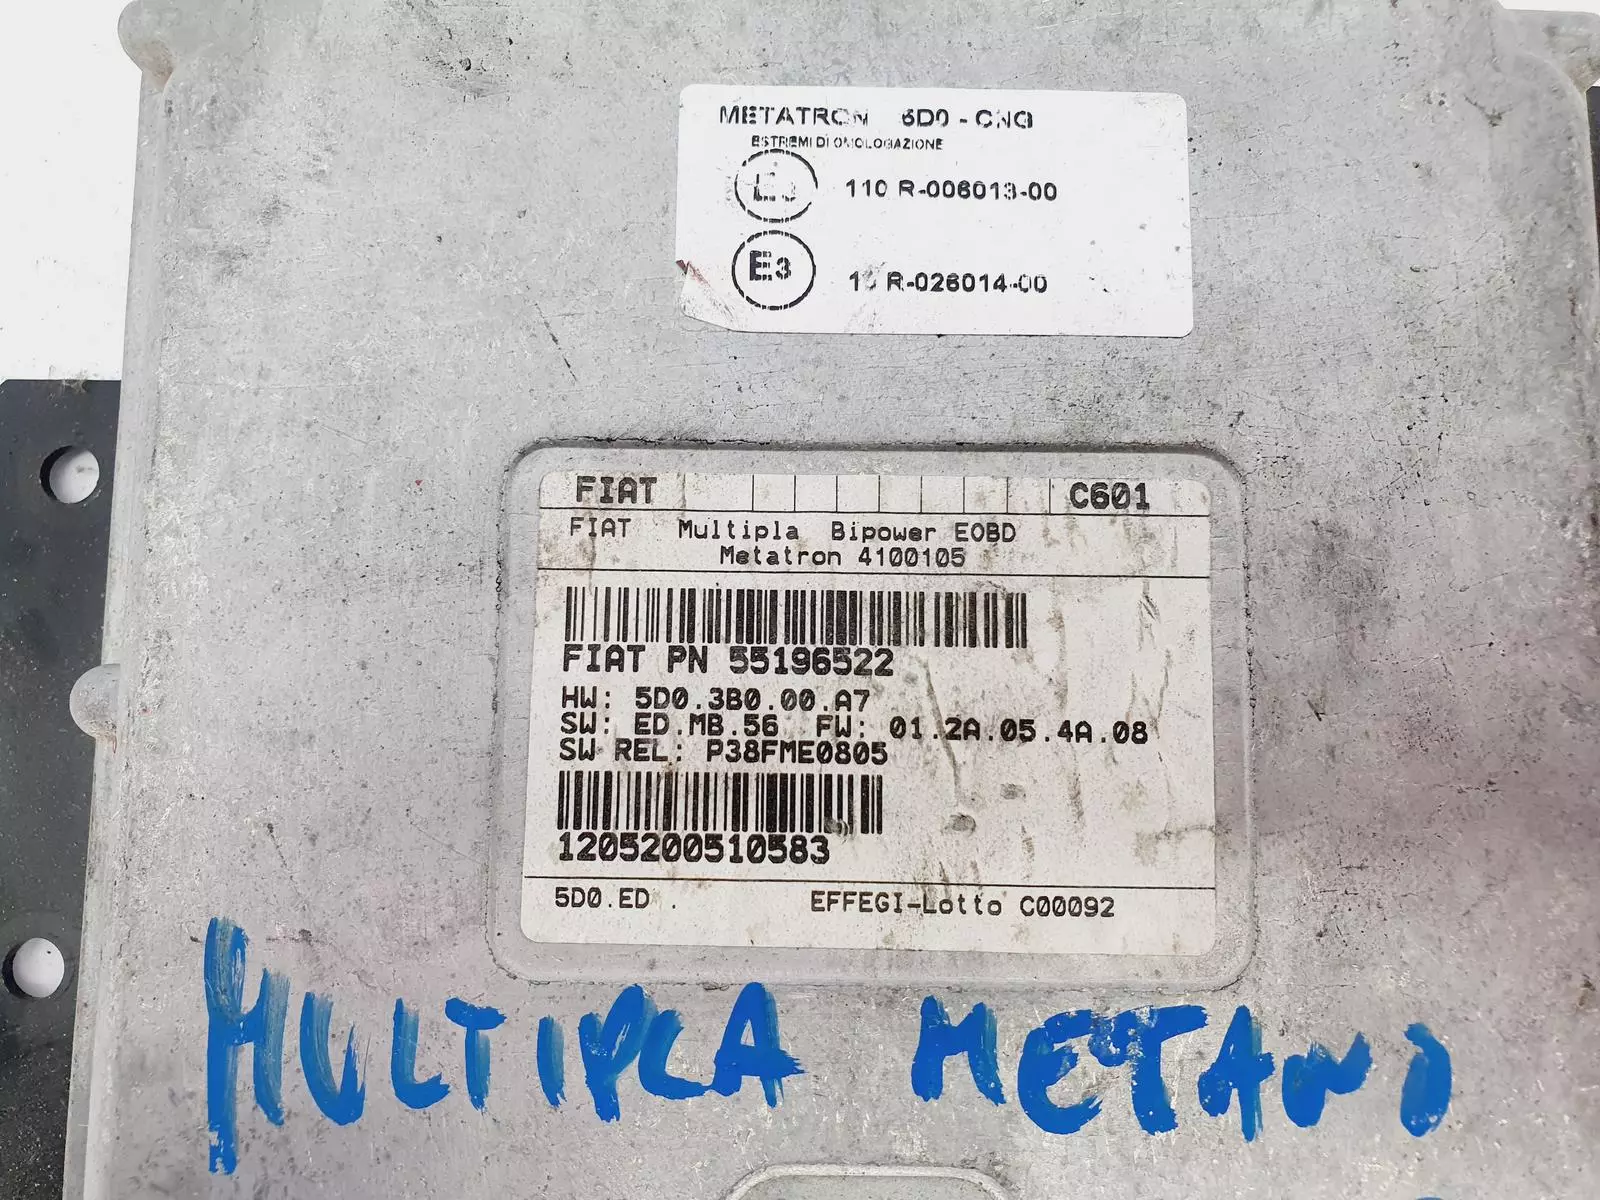 METATRON 5D0 - CNG
ESTREMI DI OMOLOGAZIONE
110 R-006013-00
E3
R-026014-00
FIAT C601
FIAT Multipla Bipower EOBD
Metatron 4100105
FIAT PN 55196522
HW: 5D0.3B0.00.A7
SW: ED.MB.56 FW: 01.2A.05.4A.08
SW REL: P38FME0805
1205200510583
5D0.ED . EFFEGI-Lotto C00092
MULTIPLA METANO